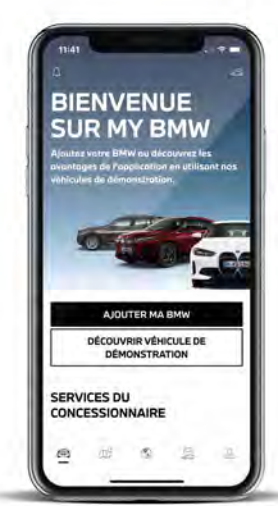 11:41
BIENVENUE
SUR MY BMW
Ajoutez votre BMW ou découvrez les
avantages de l'application en utilisant nos
véhicules de démonstration.
AJOUTER MA BMW
DÉCOUVRIR VÉHICULE DE
DÉMONSTRATION
SERVICES DU
CONCESSIONNAIRE